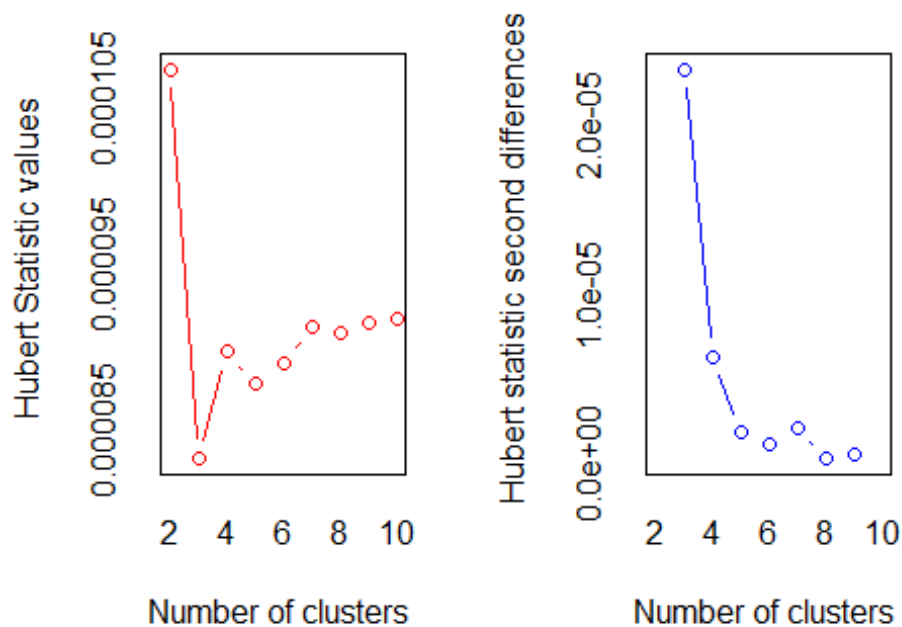 Hubert Statistic values
0.000085 0.000095 0.000105
2 4 6 8 10
Number of clusters
Hubert statistic second differences
0.0e+00 1.0e-05 2.0e-05
2 4 6 8 10
Number of clusters